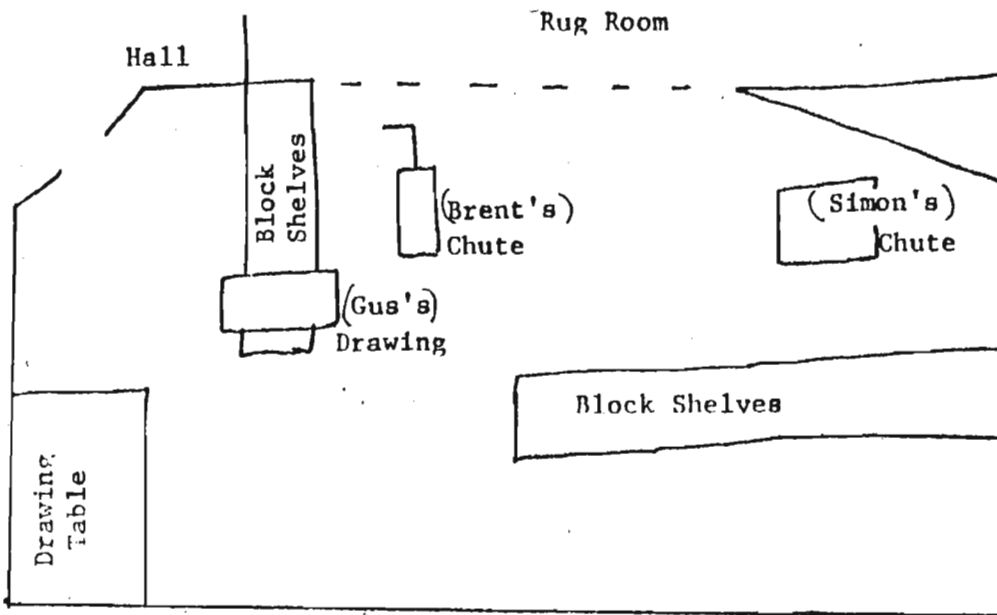 Rug Room
Hall
Block
Shelves
(Brent's)
Chute
(Simon's)
Chute
(Gus's)
Drawing
Block Shelves
Drawing
Table